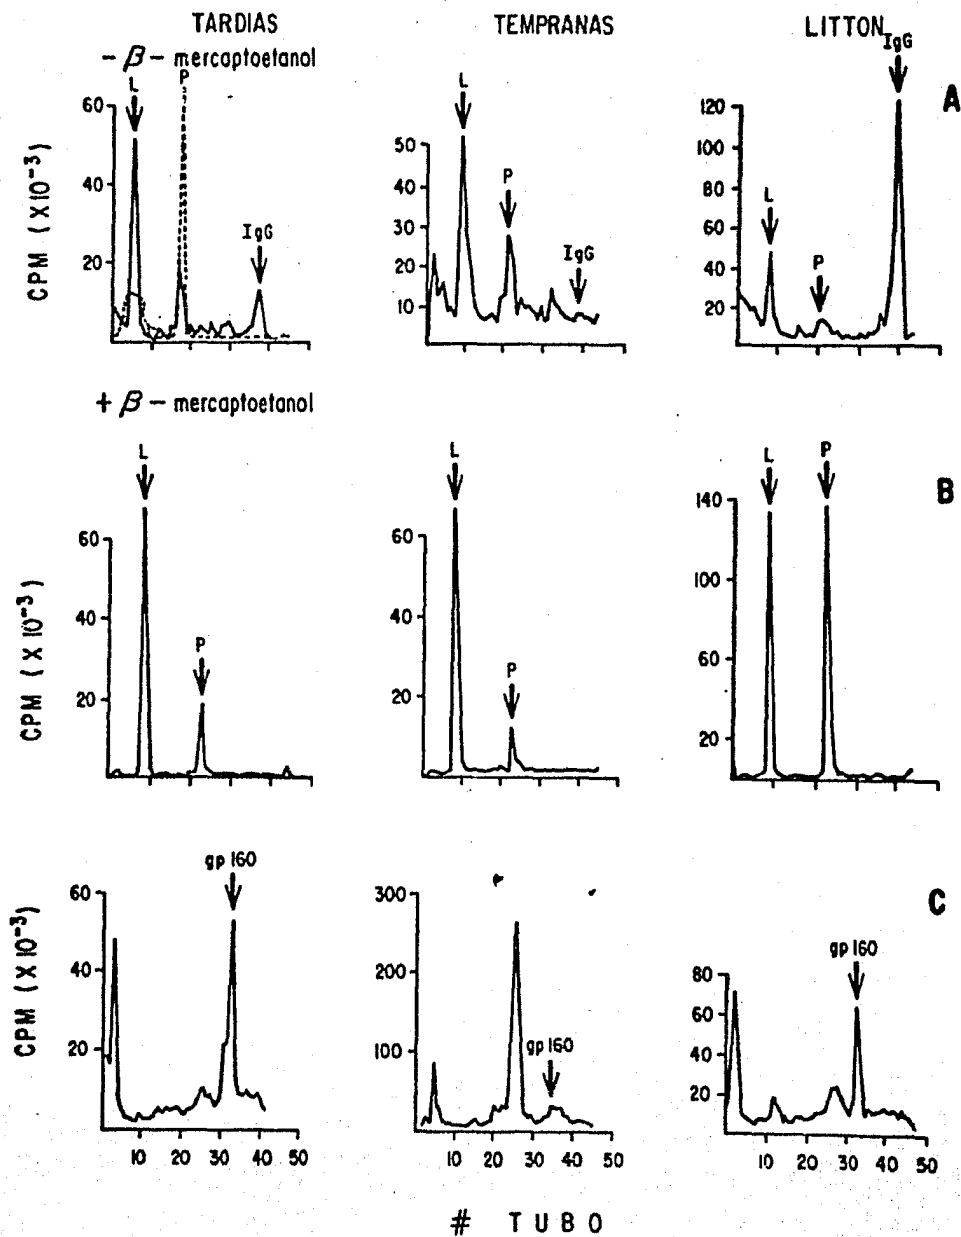 TARDIAS TEMPRANAS LITTON
- β - mercaptoetanol
A
CPM (X10⁻³)
60
40
20
L
P
IgG
50
40
30
20
10
L
P
IgG
120
100
80
60
40
20
L
P
IgG
+ β - mercaptoetanol
B
CPM (X10⁻³)
60
40
20
L
P
60
40
20
L
P
140
100
60
20
L
P
C
CPM (X10⁻³)
60
40
20
gp 160
10 20 30 40 50
300
200
100
gp 160
10 20 30 40 50
80
60
40
20
gp 160
10 20 30 40 50
# TUBO